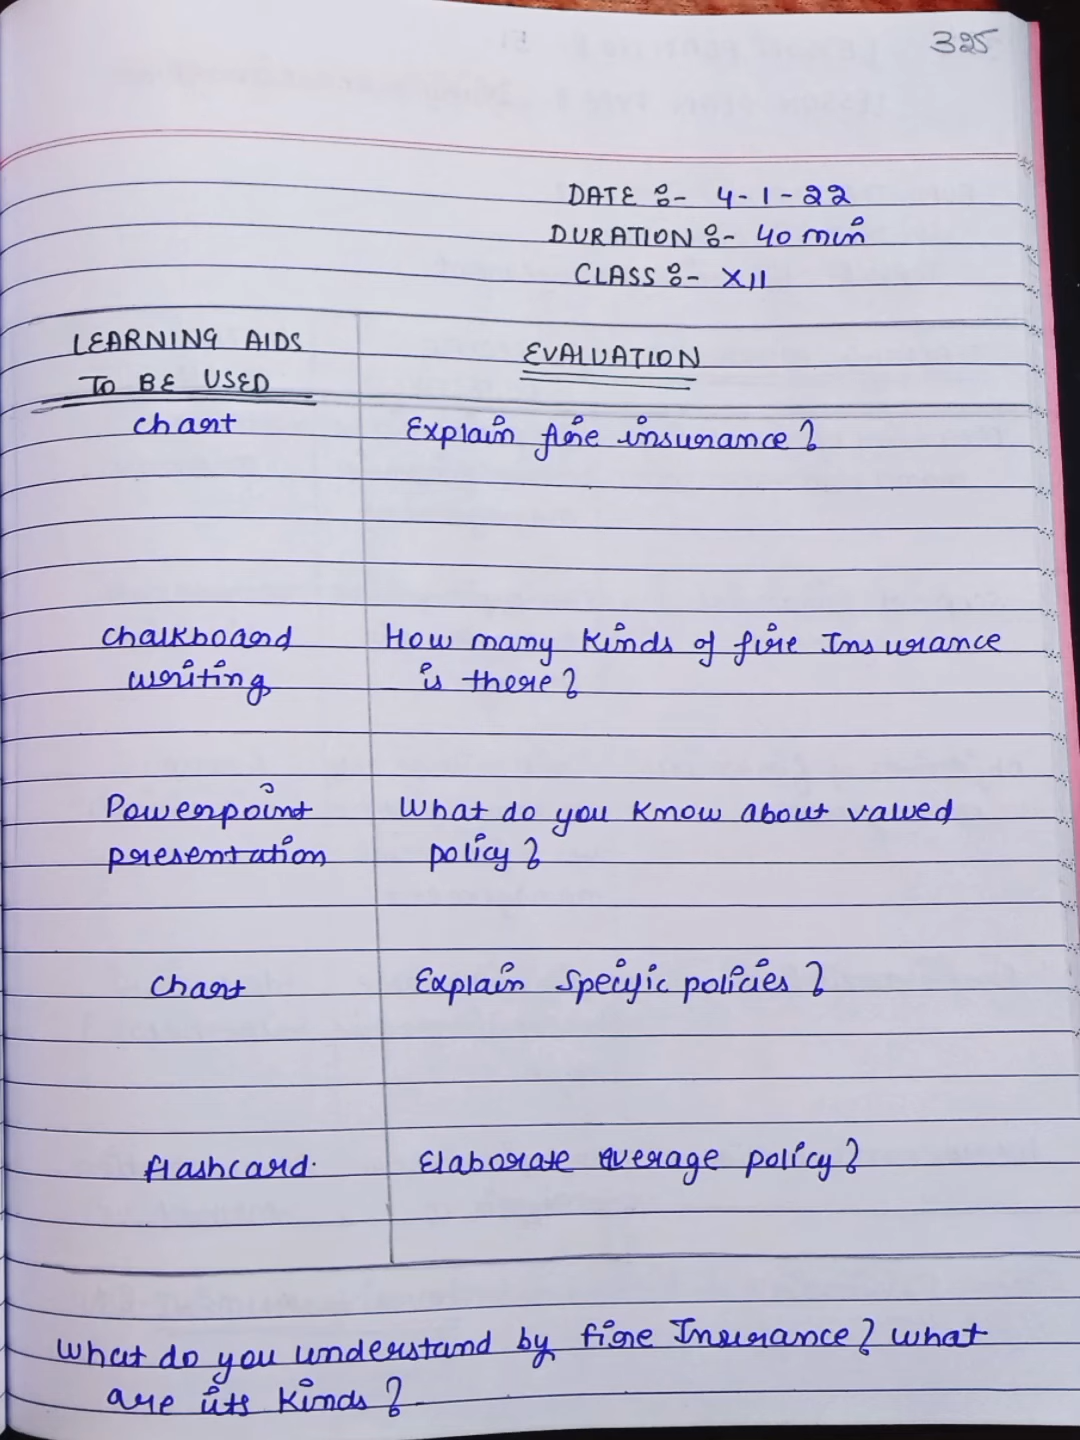 325
DATE :- 4-1-22
DURATION :- 40 min
CLASS :- XII
LEARNING AIDS
TO BE USED
EVALUATION
Chart
Explain fire insurance?
Chalkboard
writing
How many Kinds of fire Insurance
is there?
Powerpoint
presentation
What do you Know about valued
policy?
Chart
Explain Specific policies?
flashcard.
Elaborate average policy?
What do you understand by fire Insurance? what
are its Kinds?